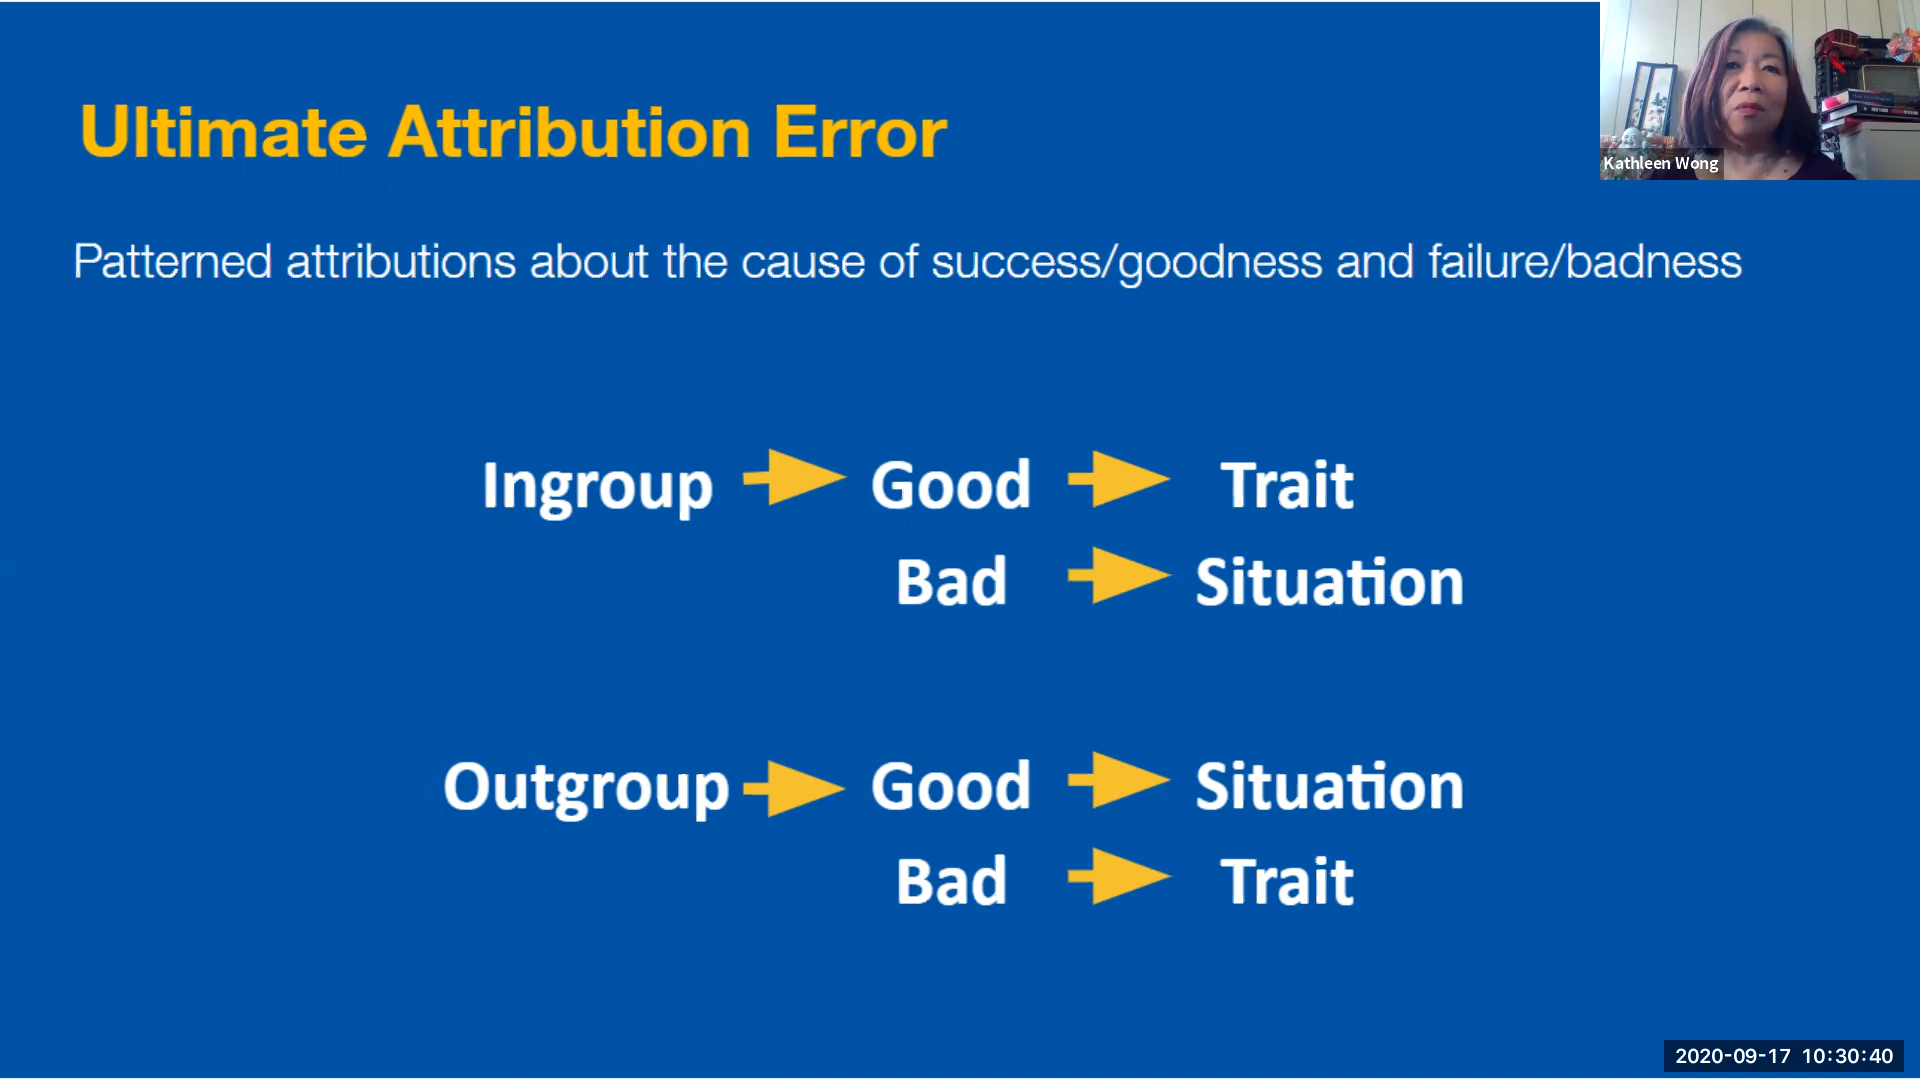 Ultimate Attribution Error
Kathleen Wong
Patterned attributions about the cause of success/goodness and failure/badness
Ingroup Good Trait
Bad Situation
Outgroup Good Situation
Bad Trait
2020-09-17 10:30:40